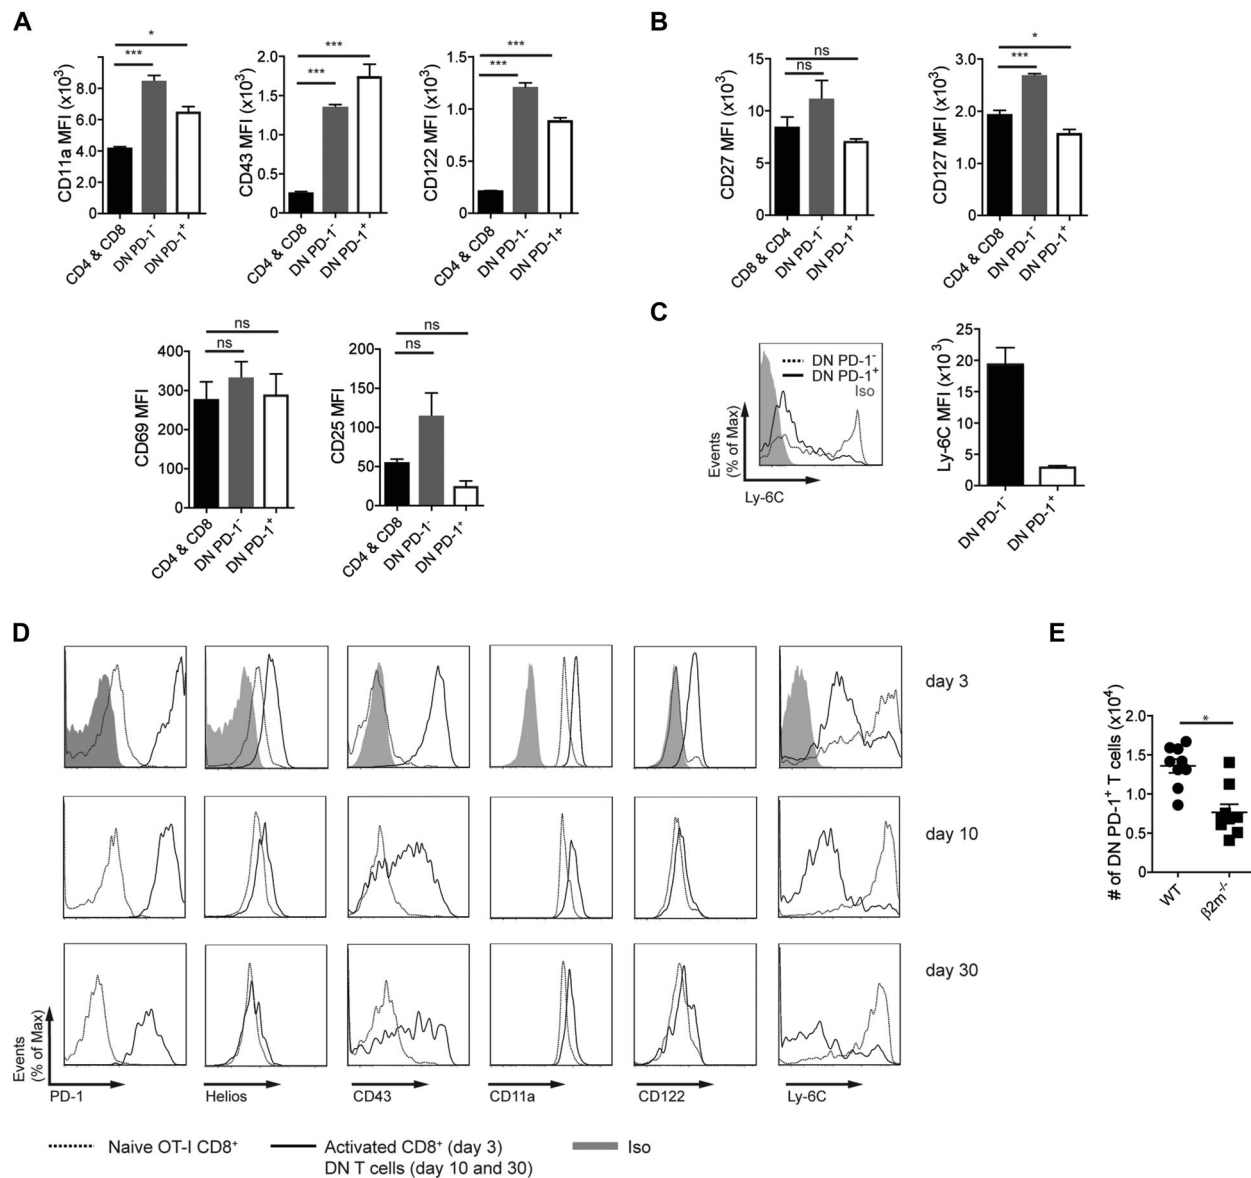 A
CD11a MFI (x10³)
8.0
6.0
4.0
2.0
0
*
***
CD4 & CD8
DN PD-1⁻
DN PD-1⁺
CD43 MFI (x10³)
2.0
1.5
1.0
0.5
0
***
***
CD4 & CD8
DN PD-1⁻
DN PD-1⁺
CD122 MFI (x10³)
1.5
1.0
0.5
0
***
***
CD4 & CD8
DN PD-1-
DN PD-1+
CD69 MFI
400
300
200
100
0
ns
ns
CD4 & CD8
DN PD-1⁻
DN PD-1⁺
CD25 MFI
200
150
100
50
0
ns
ns
CD4 & CD8
DN PD-1⁻
DN PD-1⁺
B
CD27 MFI (x10³)
15
10
5
0
ns
ns
CD8 & CD4
DN PD-1⁻
DN PD-1⁺
CD127 MFI (x10³)
3.0
2.0
1.0
0
*
***
CD4 & CD8
DN PD-1⁻
DN PD-1⁺
C
DN PD-1⁻
DN PD-1⁺
Iso
Events
(% of Max)
Ly-6C
Ly-6C MFI (x10³)
25
20
15
10
5
0
DN PD-1⁻
DN PD-1⁺
D
day 3
day 10
day 30
Events
(% of Max)
PD-1
Helios
CD43
CD11a
CD122
Ly-6C
Naive OT-I CD8⁺
Activated CD8⁺ (day 3)
DN T cells (day 10 and 30)
Iso
E
# of DN PD-1⁺ T cells (x10⁴)
2.0
1.5
1.0
0.5
0
*
WT
β2m⁻/⁻